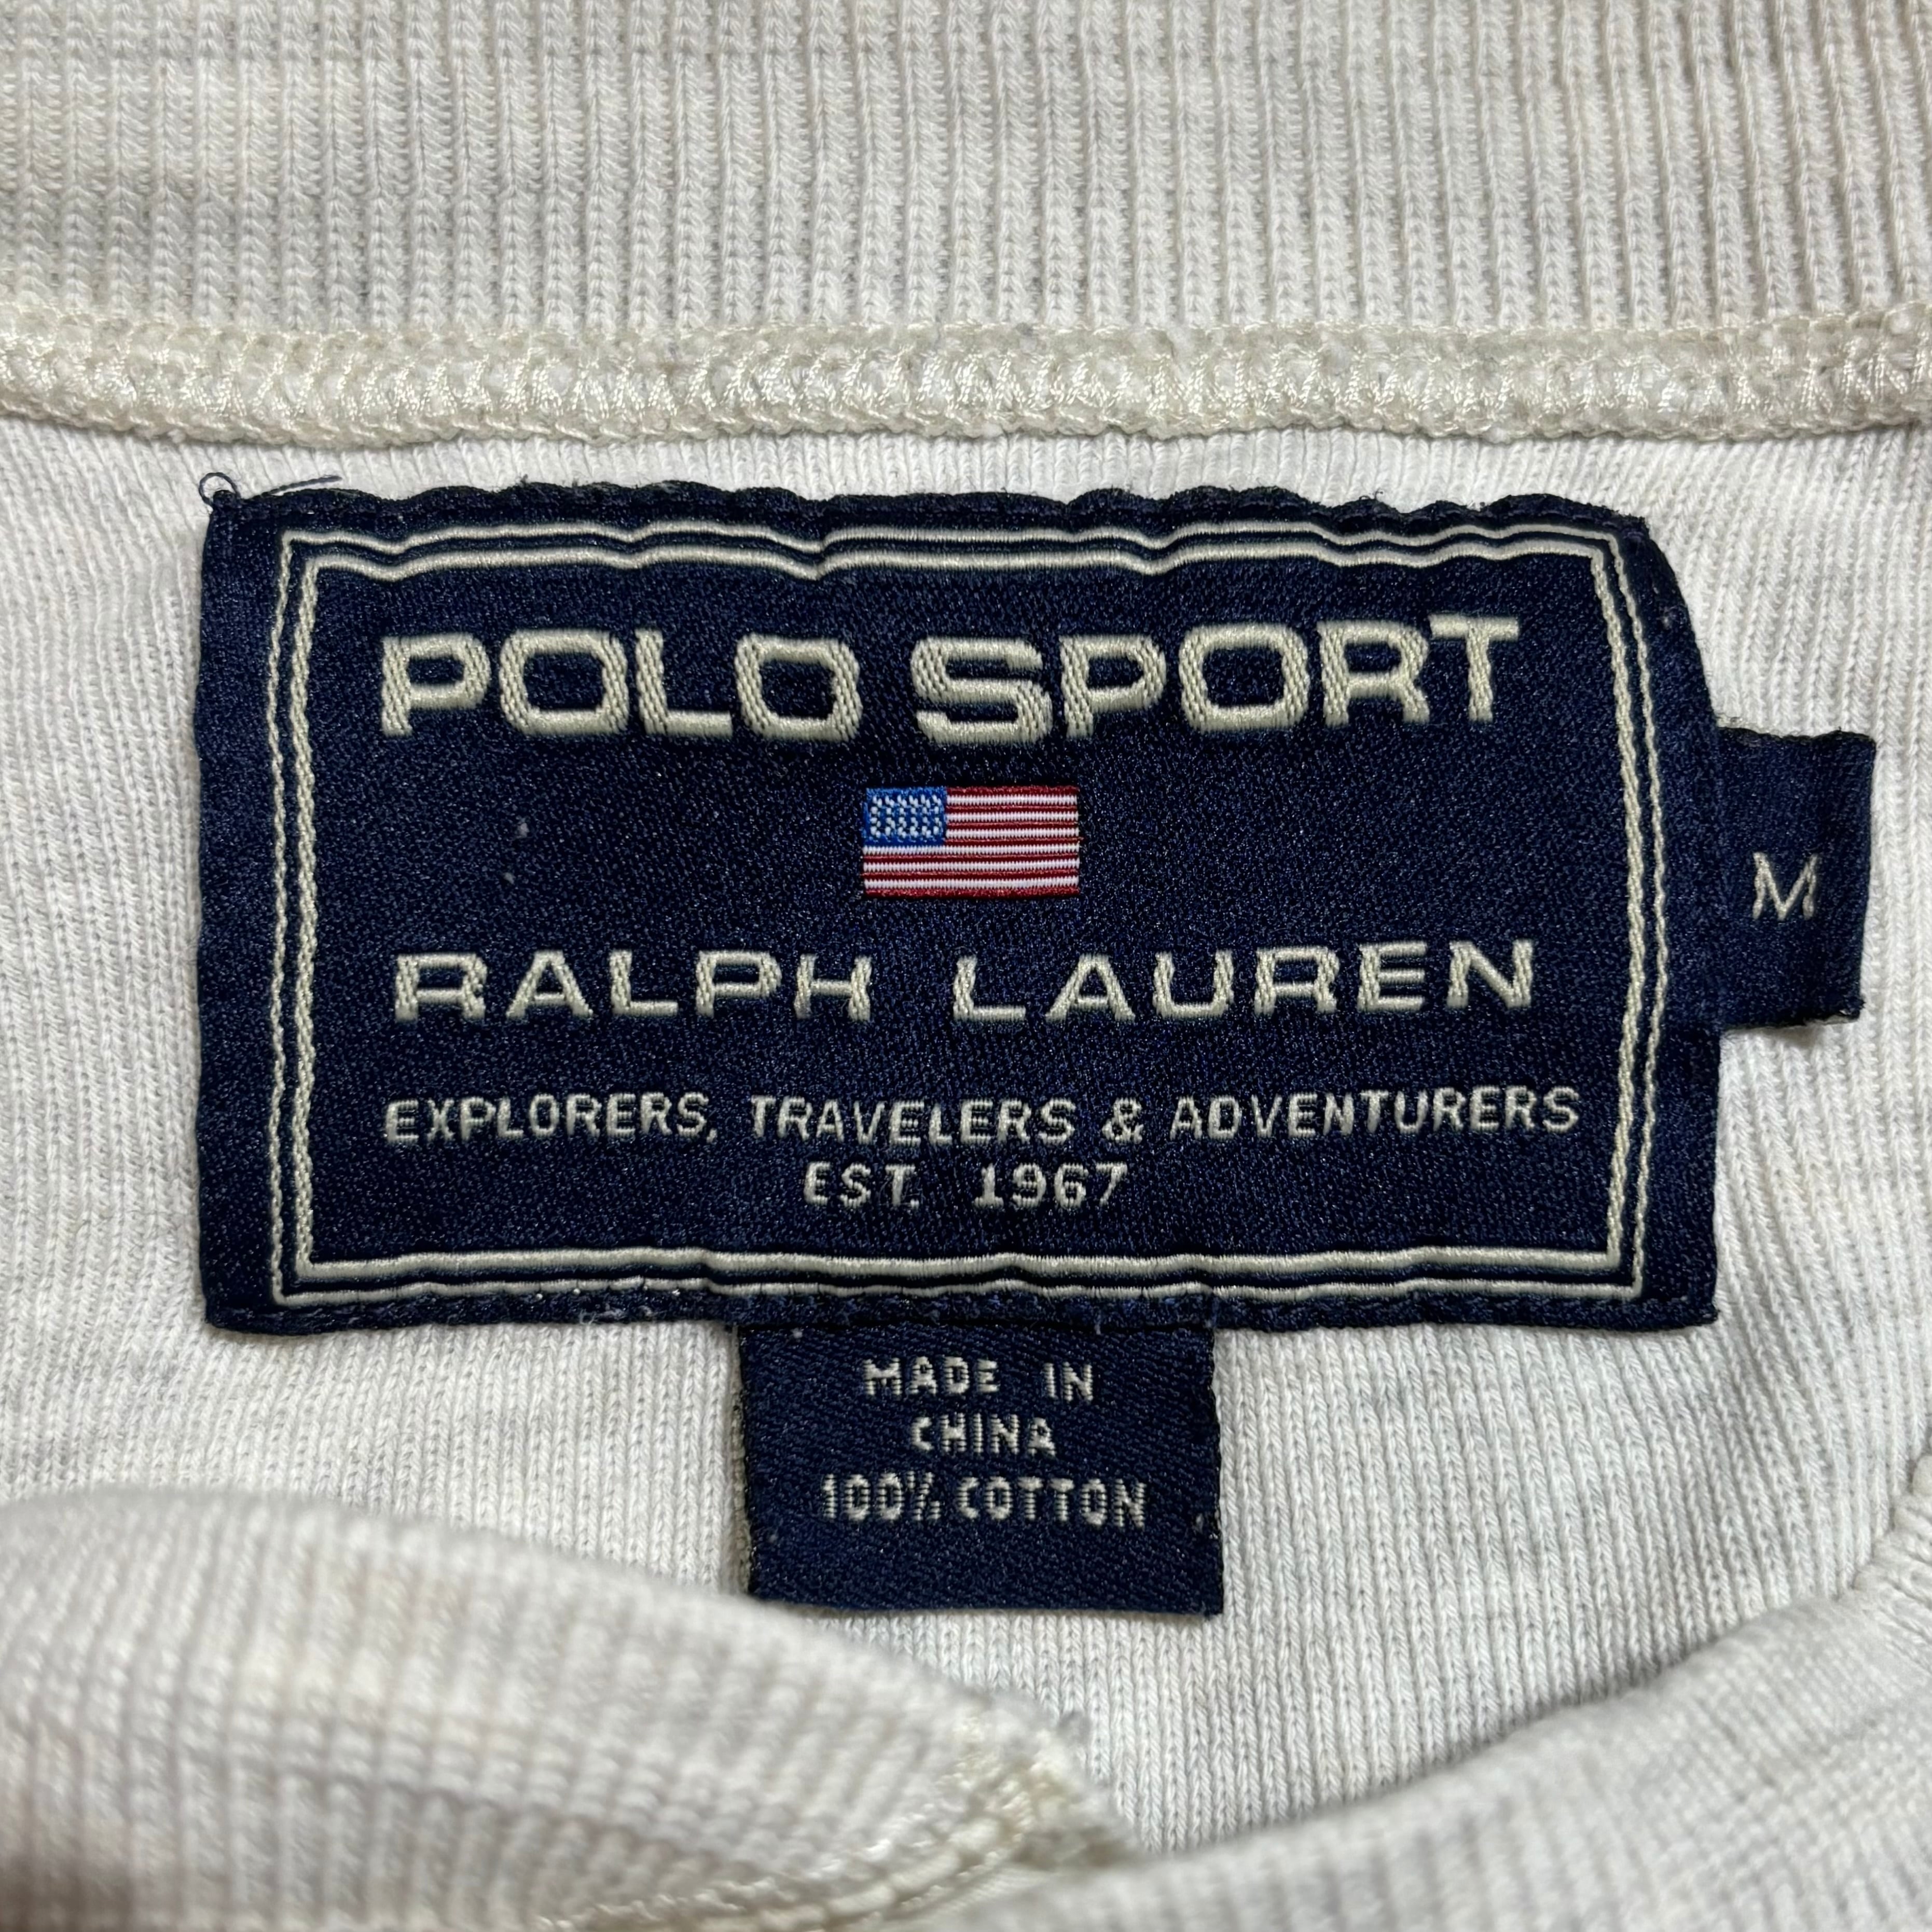 POLO SPORT
RALPH LAUREN
M
EXPLORERS, TRAVELERS & ADVENTURERS
EST. 1967
MADE IN
CHINA
100% COTTON